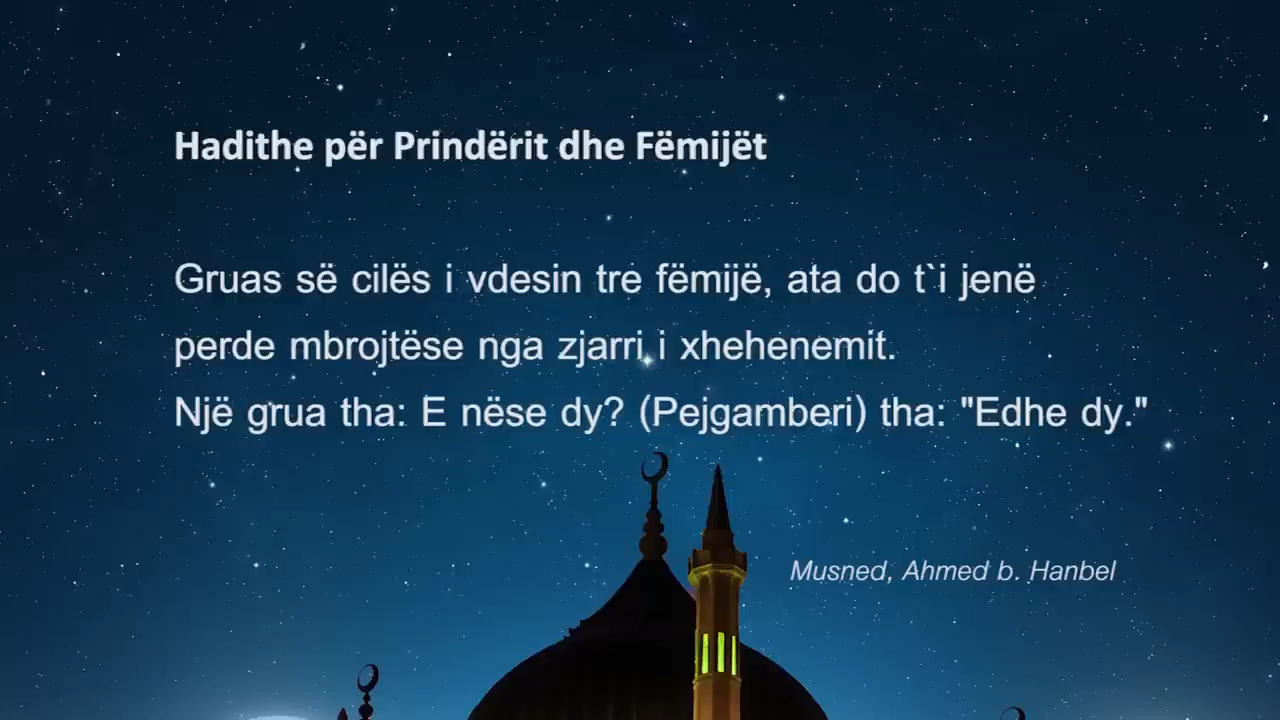 Hadithe për Prindërit dhe Fëmijët
Gruas së cilës i vdesin tre fëmijë, ata do t`i jenë
perde mbrojtëse nga zjarri i xhehenemit.
Një grua tha: E nëse dy? (Pejgamberi) tha: "Edhe dy."
Musned, Ahmed b. Hanbel